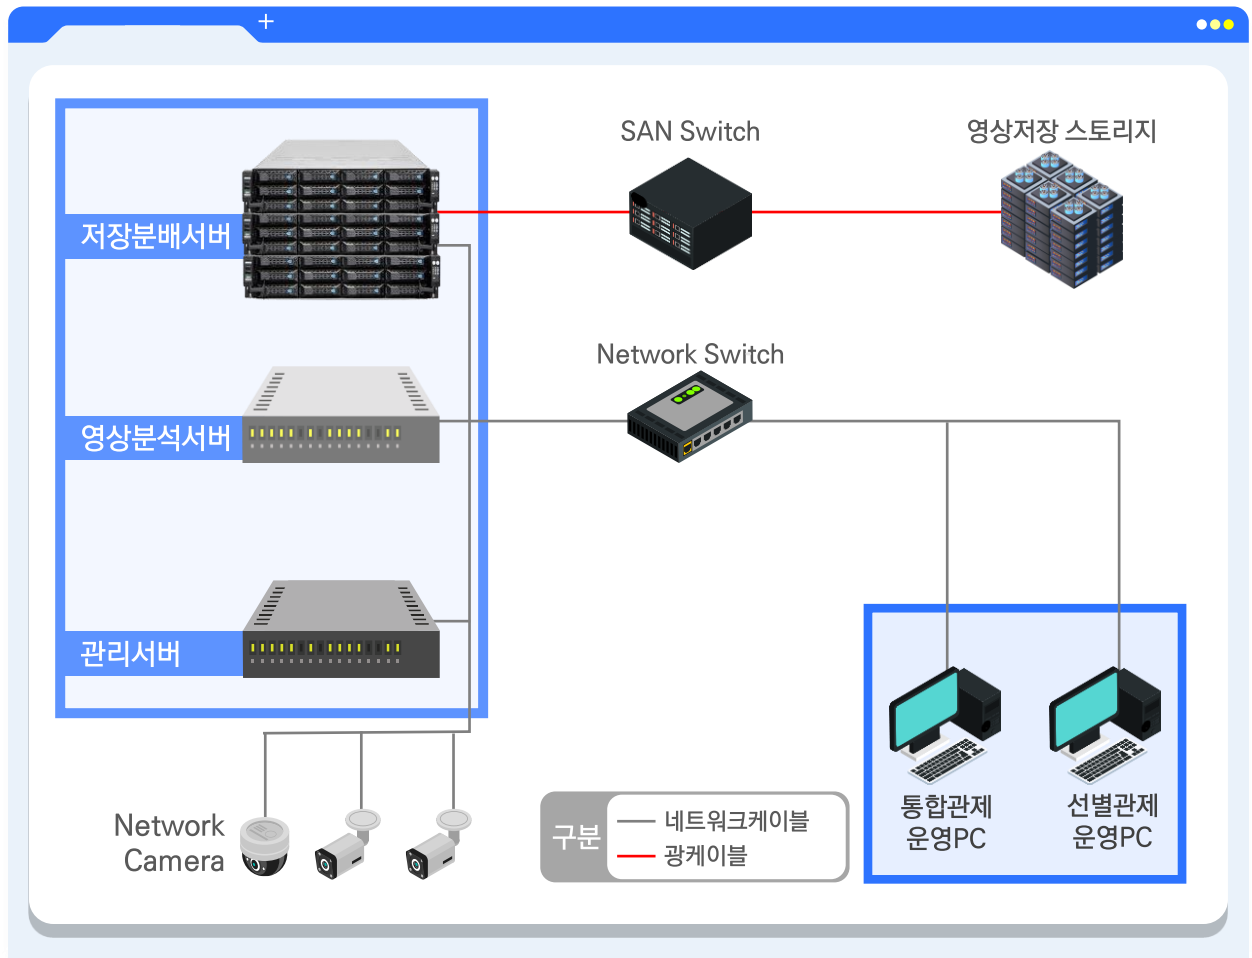 SAN Switch
영상저장 스토리지
저장분배서버
Network Switch
영상분석서버
관리서버
Network
Camera
구분
네트워크케이블
광케이블
통합관제
운영PC
선별관제
운영PC